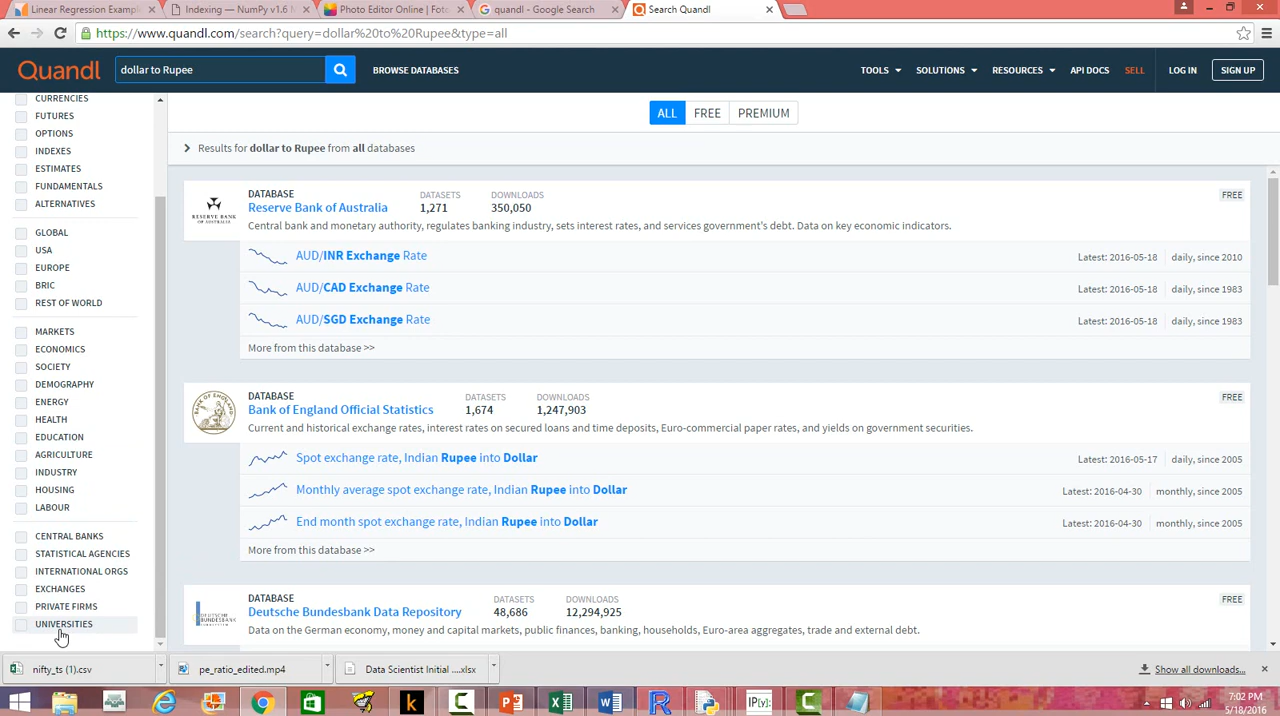 Linear Regression Example
Indexing — NumPy v1.6 M
Photo Editor Online | Fot
quandl - Google Search
Search Quandl
https://www.quandl.com/search?query=dollar%20to%20Rupee&type=all
Quandl
dollar to Rupee
BROWSE DATABASES
TOOLS
SOLUTIONS
RESOURCES
API DOCS
SELL
LOG IN
SIGN UP
CURRENCIES
FUTURES
OPTIONS
INDEXES
ESTIMATES
FUNDAMENTALS
ALTERNATIVES
GLOBAL
USA
EUROPE
BRIC
REST OF WORLD
MARKETS
ECONOMICS
SOCIETY
DEMOGRAPHY
ENERGY
HEALTH
EDUCATION
AGRICULTURE
INDUSTRY
HOUSING
LABOUR
CENTRAL BANKS
STATISTICAL AGENCIES
INTERNATIONAL ORGS
EXCHANGES
PRIVATE FIRMS
UNIVERSITIES
ALL FREE PREMIUM
Results for dollar to Rupee from all databases
RESERVE BANK
OF AUSTRALIA
DATABASE DATASETS DOWNLOADS FREE
Reserve Bank of Australia 1,271 350,050
Central bank and monetary authority, regulates banking industry, sets interest rates, and services government's debt. Data on key economic indicators.
AUD/INR Exchange Rate Latest: 2016-05-18 daily, since 2010
AUD/CAD Exchange Rate Latest: 2016-05-18 daily, since 1983
AUD/SGD Exchange Rate Latest: 2016-05-18 daily, since 1983
More from this database >>
DATABASE DATASETS DOWNLOADS FREE
Bank of England Official Statistics 1,674 1,247,903
Current and historical exchange rates, interest rates on secured loans and time deposits, Euro-commercial paper rates, and yields on government securities.
Spot exchange rate, Indian Rupee into Dollar Latest: 2016-05-17 daily, since 2005
Monthly average spot exchange rate, Indian Rupee into Dollar Latest: 2016-04-30 monthly, since 2005
End month spot exchange rate, Indian Rupee into Dollar Latest: 2016-04-30 monthly, since 2005
More from this database >>
DATABASE DATASETS DOWNLOADS FREE
Deutsche Bundesbank Data Repository 48,686 12,294,925
Data on the German economy, money and capital markets, public finances, banking, households, Euro-area aggregates, trade and external debt.
DEUTSCHE
BUNDESBANK
nifty_ts (1).csv
pe_ratio_edited.mp4
Data Scientist Initial ....xlsx
Show all downloads...
7:02 PM
5/18/2016